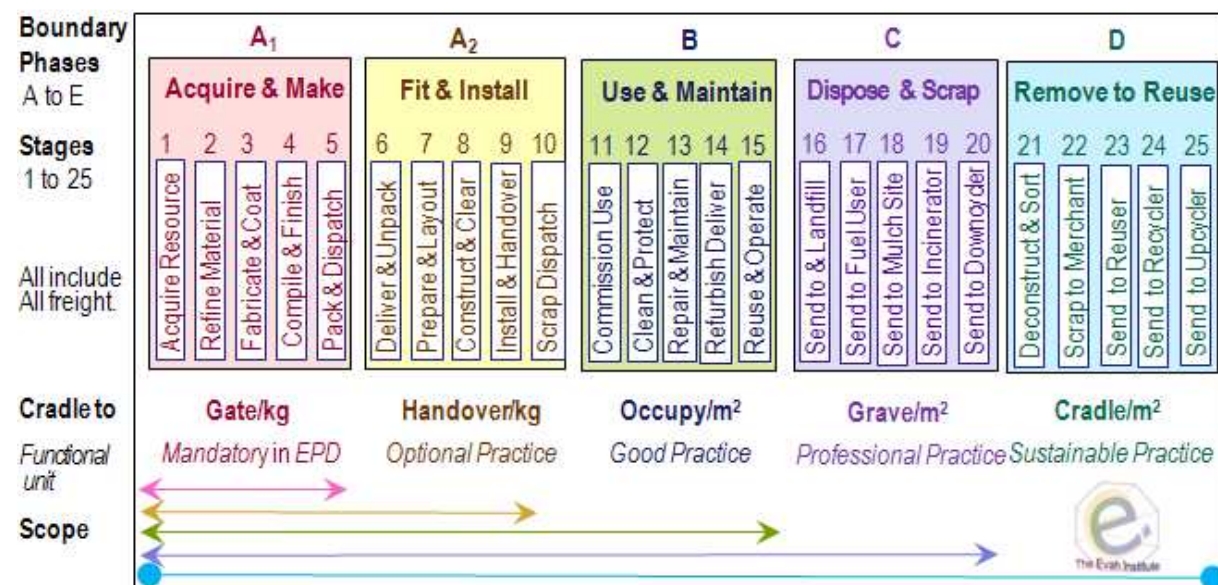 Boundary Phases
A to E
A₁ A₂ B C D
Acquire & Make Fit & Install Use & Maintain Dispose & Scrap Remove to Reuse
Stages
1 to 25
1 2 3 4 5 6 7 8 9 10 11 12 13 14 15 16 17 18 19 20 21 22 23 24 25
Acquire Resource
Refine Material
Fabricate & Coat
Compile & Finish
Pack & Dispatch
Deliver & Unpack
Prepare & Layout
Construct & Clear
Install & Handover
Scrap Dispatch
Commission Use
Clean & Protect
Repair & Maintain
Refurbish Deliver
Reuse & Operate
Send to & Landfill
Send to Fuel User
Send to Mulch Site
Send to Incinerator
Send to Downcycler
Deconstruct & Sort
Scrap to Merchant
Send to Reuser
Send to Recycler
Send to Upcycler
All include
All freight.
Cradle to Gate/kg Handover/kg Occupy/m² Grave/m² Cradle/m²
Functional unit
Mandatory in EPD Optional Practice Good Practice Professional Practice Sustainable Practice
Scope
e.
The Evah Institute